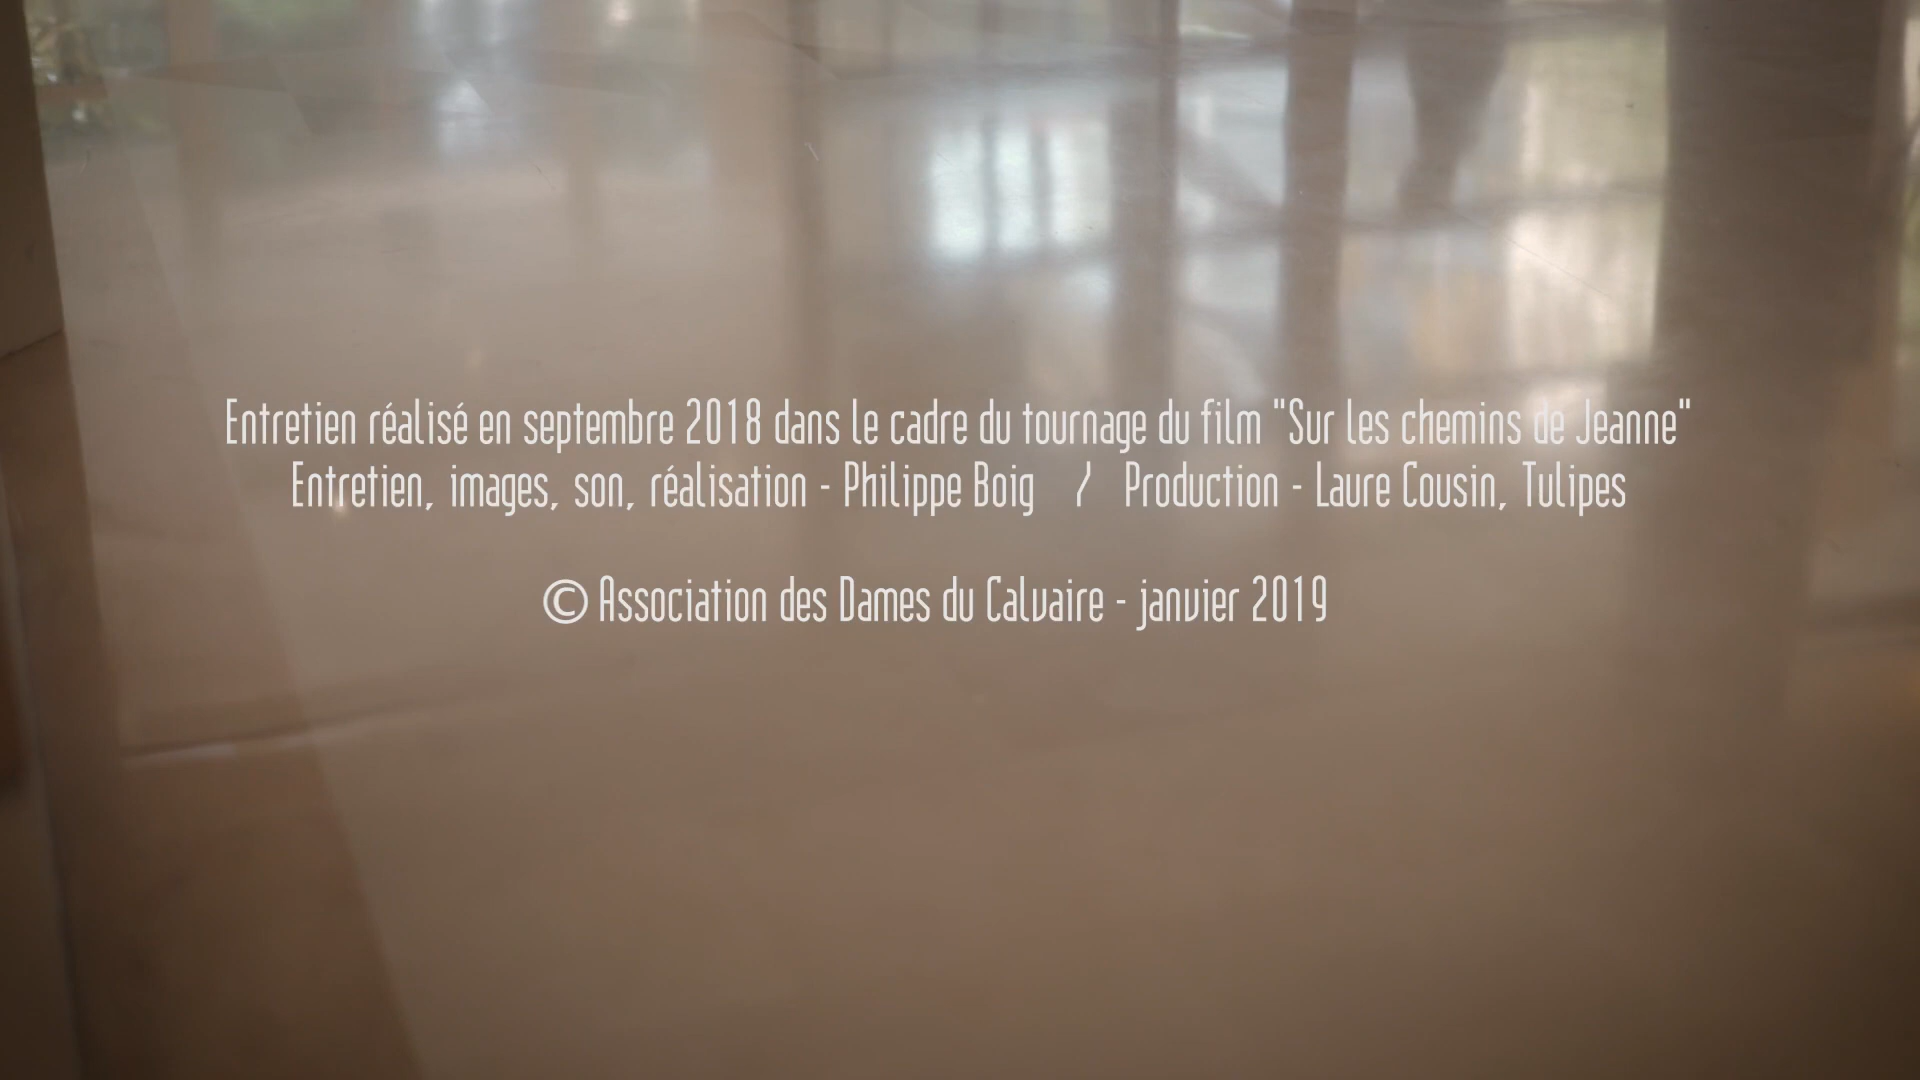 Entretien réalisé en septembre 2018 dans le cadre du tournage du film "Sur les chemins de Jeanne"
Entretien, images, son, réalisation - Philippe Boig / Production - Laure Cousin, Tulipes
© Association des Dames du Calvaire - janvier 2019